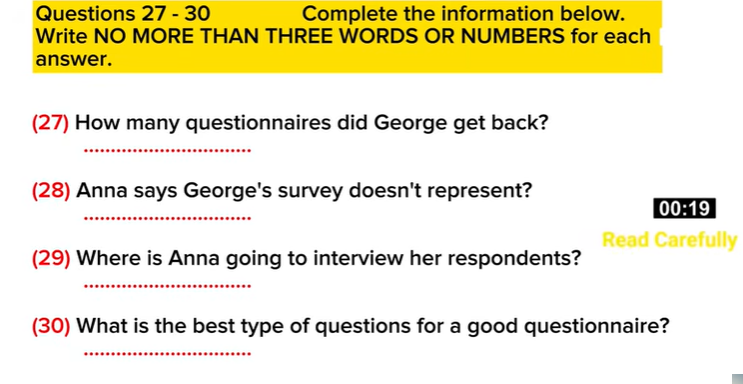 Questions 27 - 30 Complete the information below.
Write NO MORE THAN THREE WORDS OR NUMBERS for each
answer.
(27) How many questionnaires did George get back?
................................
(28) Anna says George's survey doesn't represent?
................................
00:19
Read Carefully
(29) Where is Anna going to interview her respondents?
................................
(30) What is the best type of questions for a good questionnaire?
................................